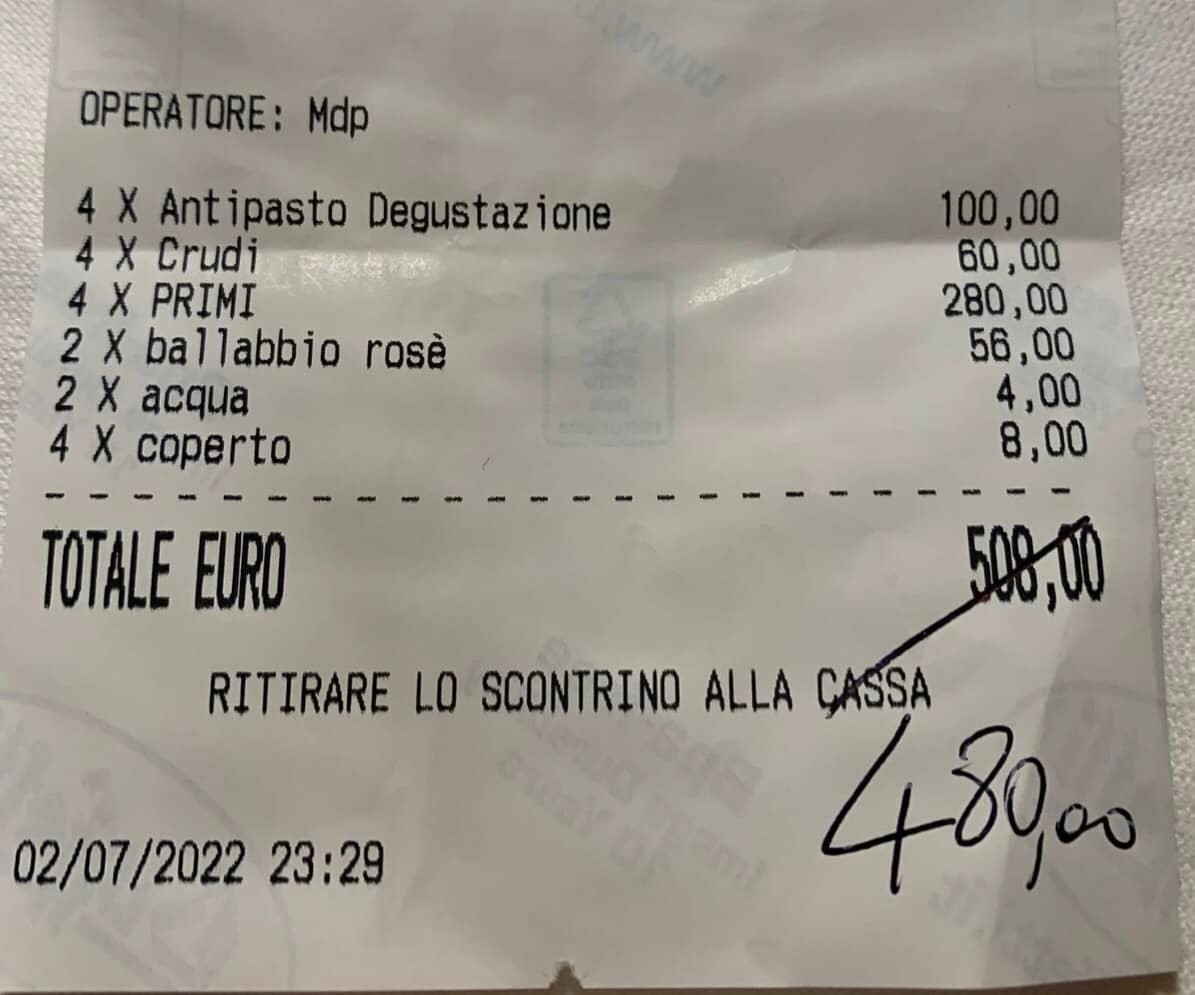 OPERATORE: Mdp
4 X Antipasto Degustazione 100,00
4 X Crudi 60,00
4 X PRIMI 280,00
2 X ballabbio rosè 56,00
2 X acqua 4,00
4 X coperto 8,00
TOTALE EURO 508,00
RITIRARE LO SCONTRINO ALLA CASSA
480,00
02/07/2022 23:29